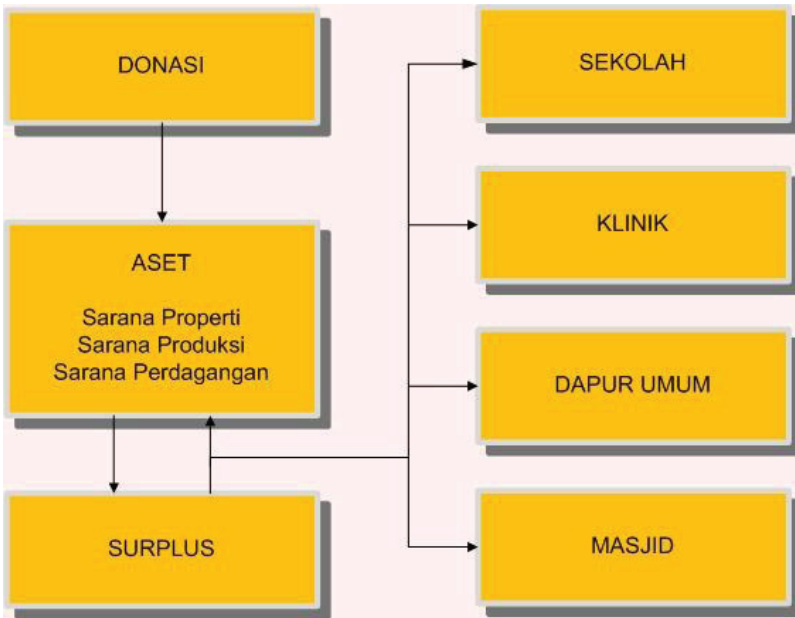 DONASI
ASET
Sarana Properti
Sarana Produksi
Sarana Perdagangan
SURPLUS
SEKOLAH
KLINIK
DAPUR UMUM
MASJID